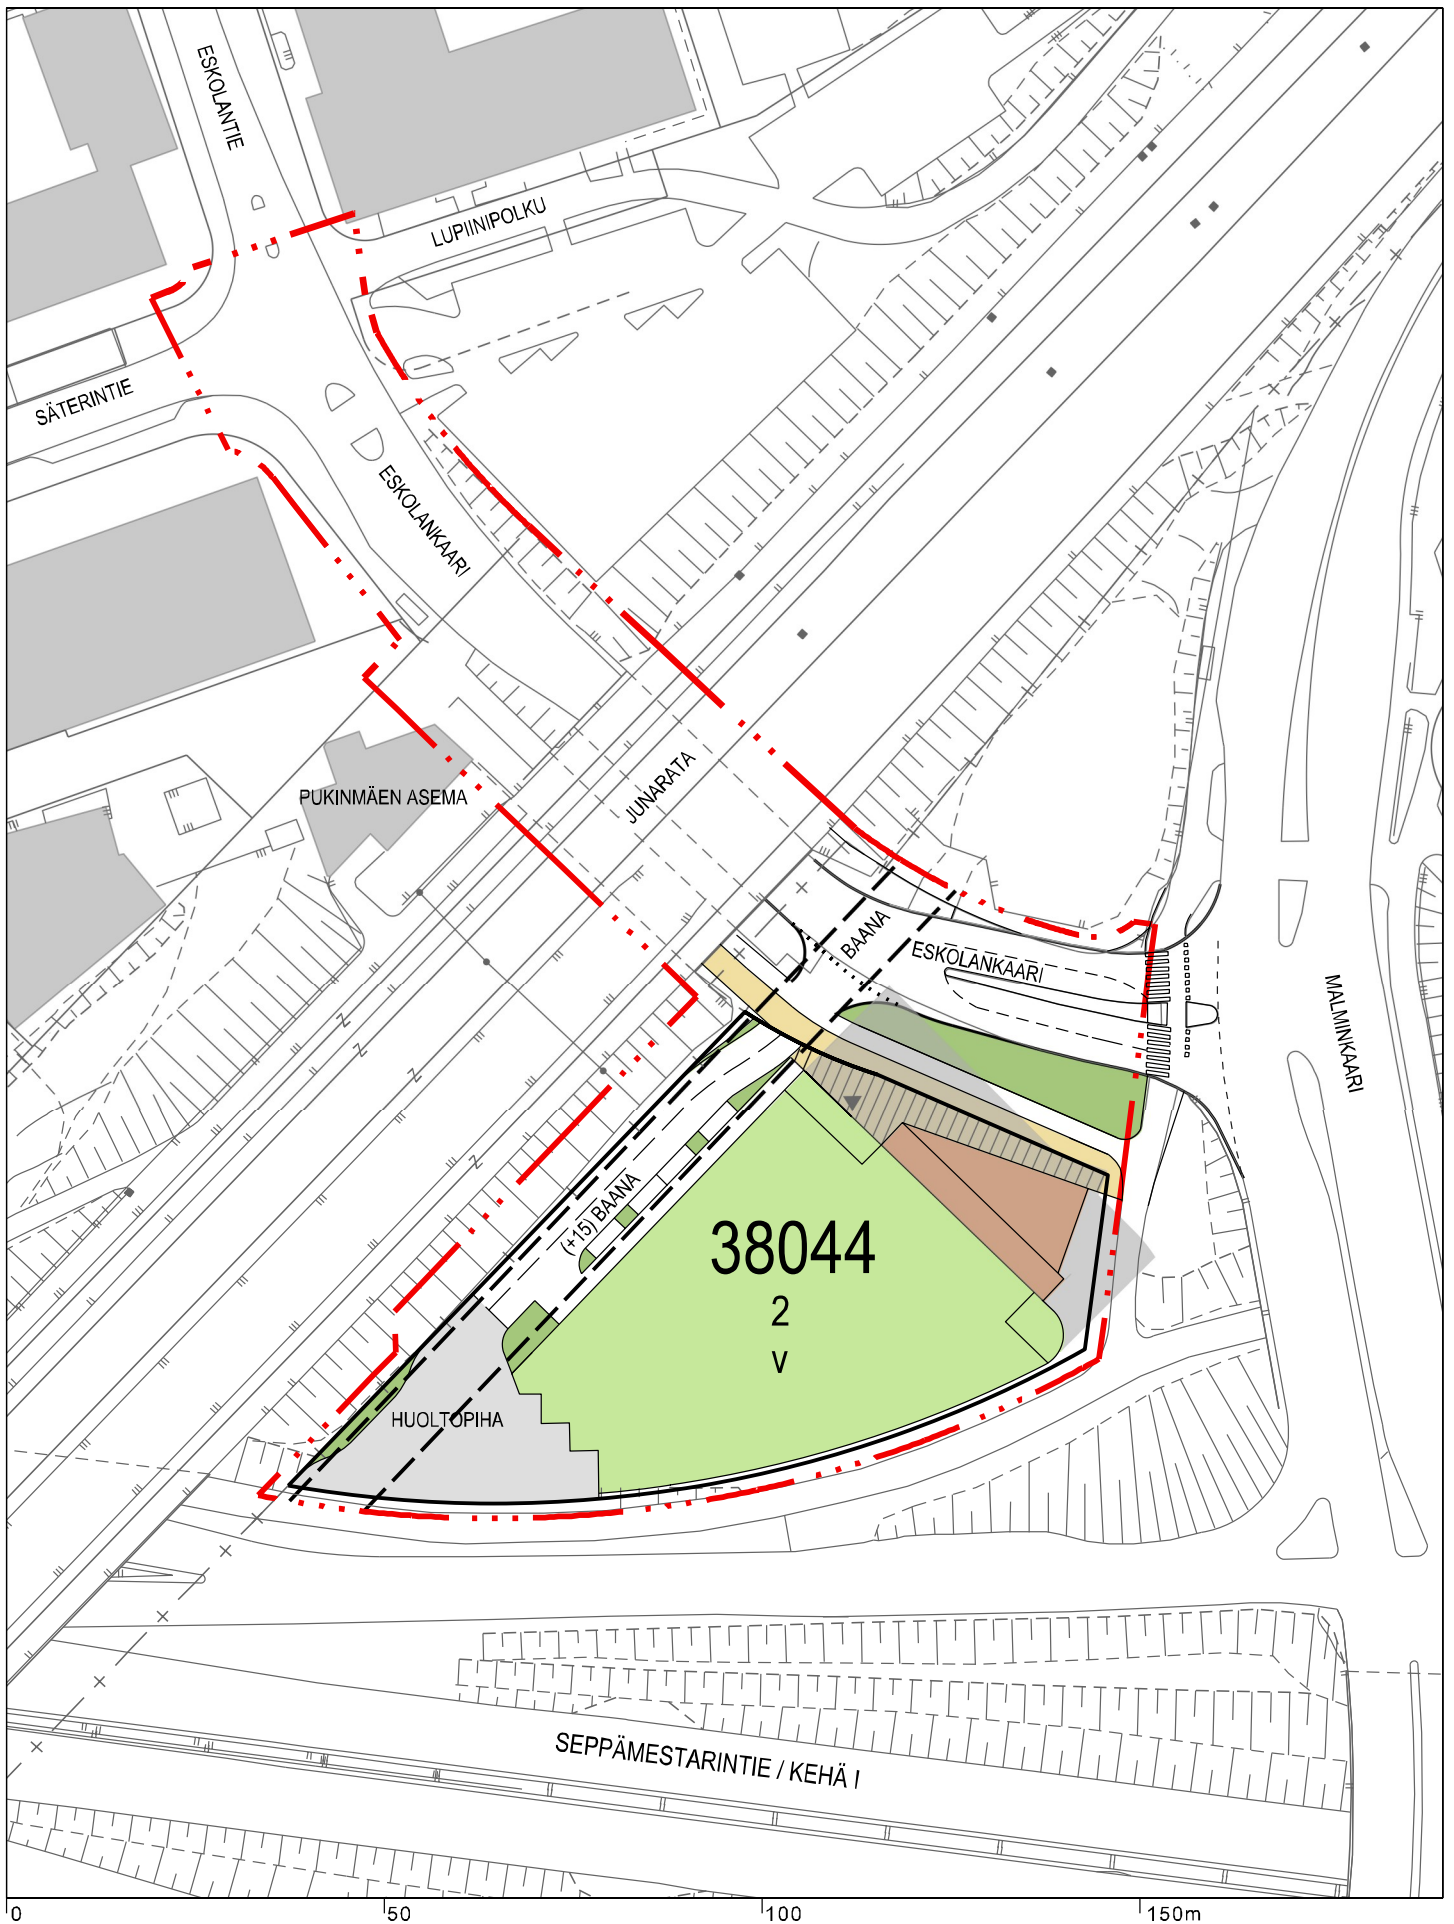 ESKOLANTIE
LUPIINIPOLKU
SÄTERINTIE
ESKOLANKAARI
PUKINMÄEN ASEMA
JUNARATA
BAANA
ESKOLANKAARI
MALMINKAARI
(+15) BAANA
38044
2
V
HUOLTOPIHA
SEPPÄMESTARINTIE / KEHÄ I
0 50 100 150m